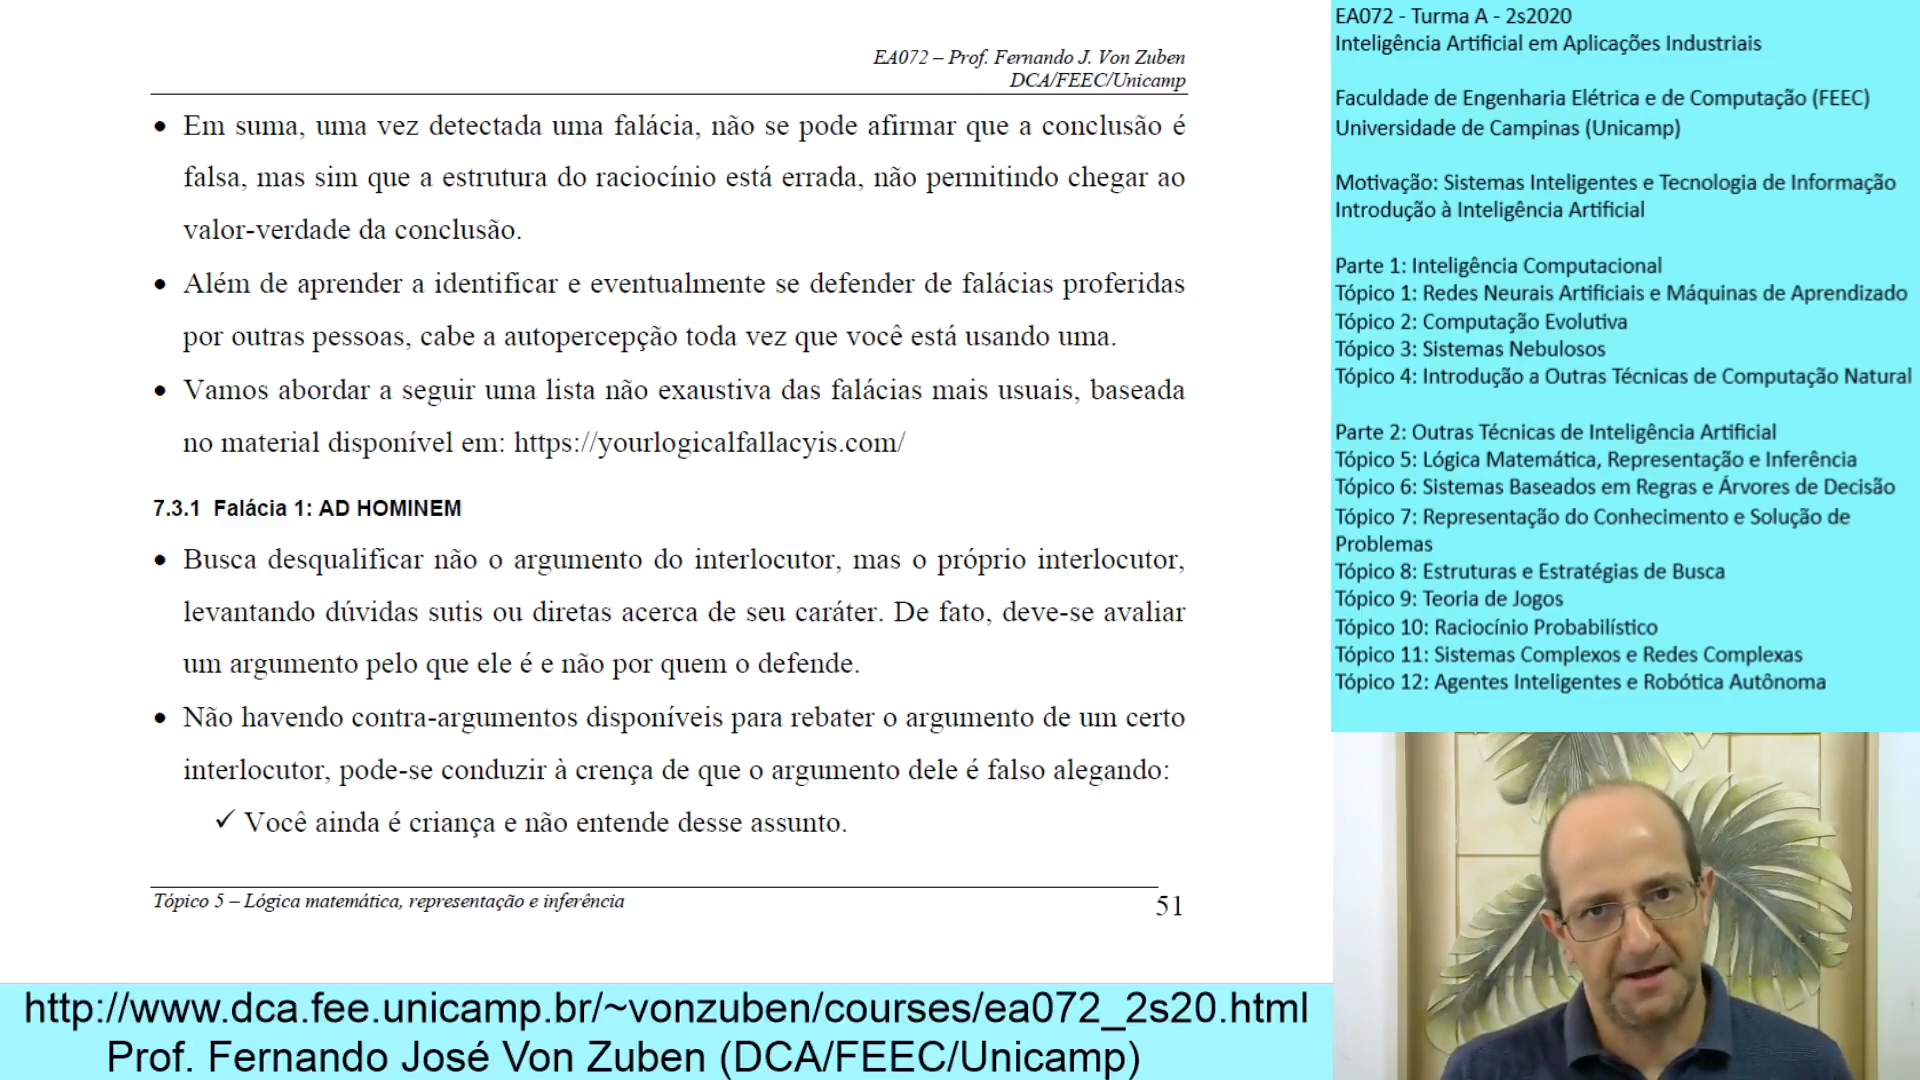 EA072 – Prof. Fernando J. Von Zuben
DCA/FEEC/Unicamp
• Em suma, uma vez detectada uma falácia, não se pode afirmar que a conclusão é
falsa, mas sim que a estrutura do raciocínio está errada, não permitindo chegar ao
valor-verdade da conclusão.
• Além de aprender a identificar e eventualmente se defender de falácias proferidas
por outras pessoas, cabe a autopercepção toda vez que você está usando uma.
• Vamos abordar a seguir uma lista não exaustiva das falácias mais usuais, baseada
no material disponível em: https://yourlogicalfallacyis.com/
7.3.1 Falácia 1: AD HOMINEM
• Busca desqualificar não o argumento do interlocutor, mas o próprio interlocutor,
levantando dúvidas sutis ou diretas acerca de seu caráter. De fato, deve-se avaliar
um argumento pelo que ele é e não por quem o defende.
• Não havendo contra-argumentos disponíveis para rebater o argumento de um certo
interlocutor, pode-se conduzir à crença de que o argumento dele é falso alegando:
✓ Você ainda é criança e não entende desse assunto.
Tópico 5 – Lógica matemática, representação e inferência
51
EA072 - Turma A - 2s2020
Inteligência Artificial em Aplicações Industriais
Faculdade de Engenharia Elétrica e de Computação (FEEC)
Universidade de Campinas (Unicamp)
Motivação: Sistemas Inteligentes e Tecnologia de Informação
Introdução à Inteligência Artificial
Parte 1: Inteligência Computacional
Tópico 1: Redes Neurais Artificiais e Máquinas de Aprendizado
Tópico 2: Computação Evolutiva
Tópico 3: Sistemas Nebulosos
Tópico 4: Introdução a Outras Técnicas de Computação Natural
Parte 2: Outras Técnicas de Inteligência Artificial
Tópico 5: Lógica Matemática, Representação e Inferência
Tópico 6: Sistemas Baseados em Regras e Árvores de Decisão
Tópico 7: Representação do Conhecimento e Solução de
Problemas
Tópico 8: Estruturas e Estratégias de Busca
Tópico 9: Teoria de Jogos
Tópico 10: Raciocínio Probabilístico
Tópico 11: Sistemas Complexos e Redes Complexas
Tópico 12: Agentes Inteligentes e Robótica Autônoma
http://www.dca.fee.unicamp.br/~vonzuben/courses/ea072_2s20.html
Prof. Fernando José Von Zuben (DCA/FEEC/Unicamp)